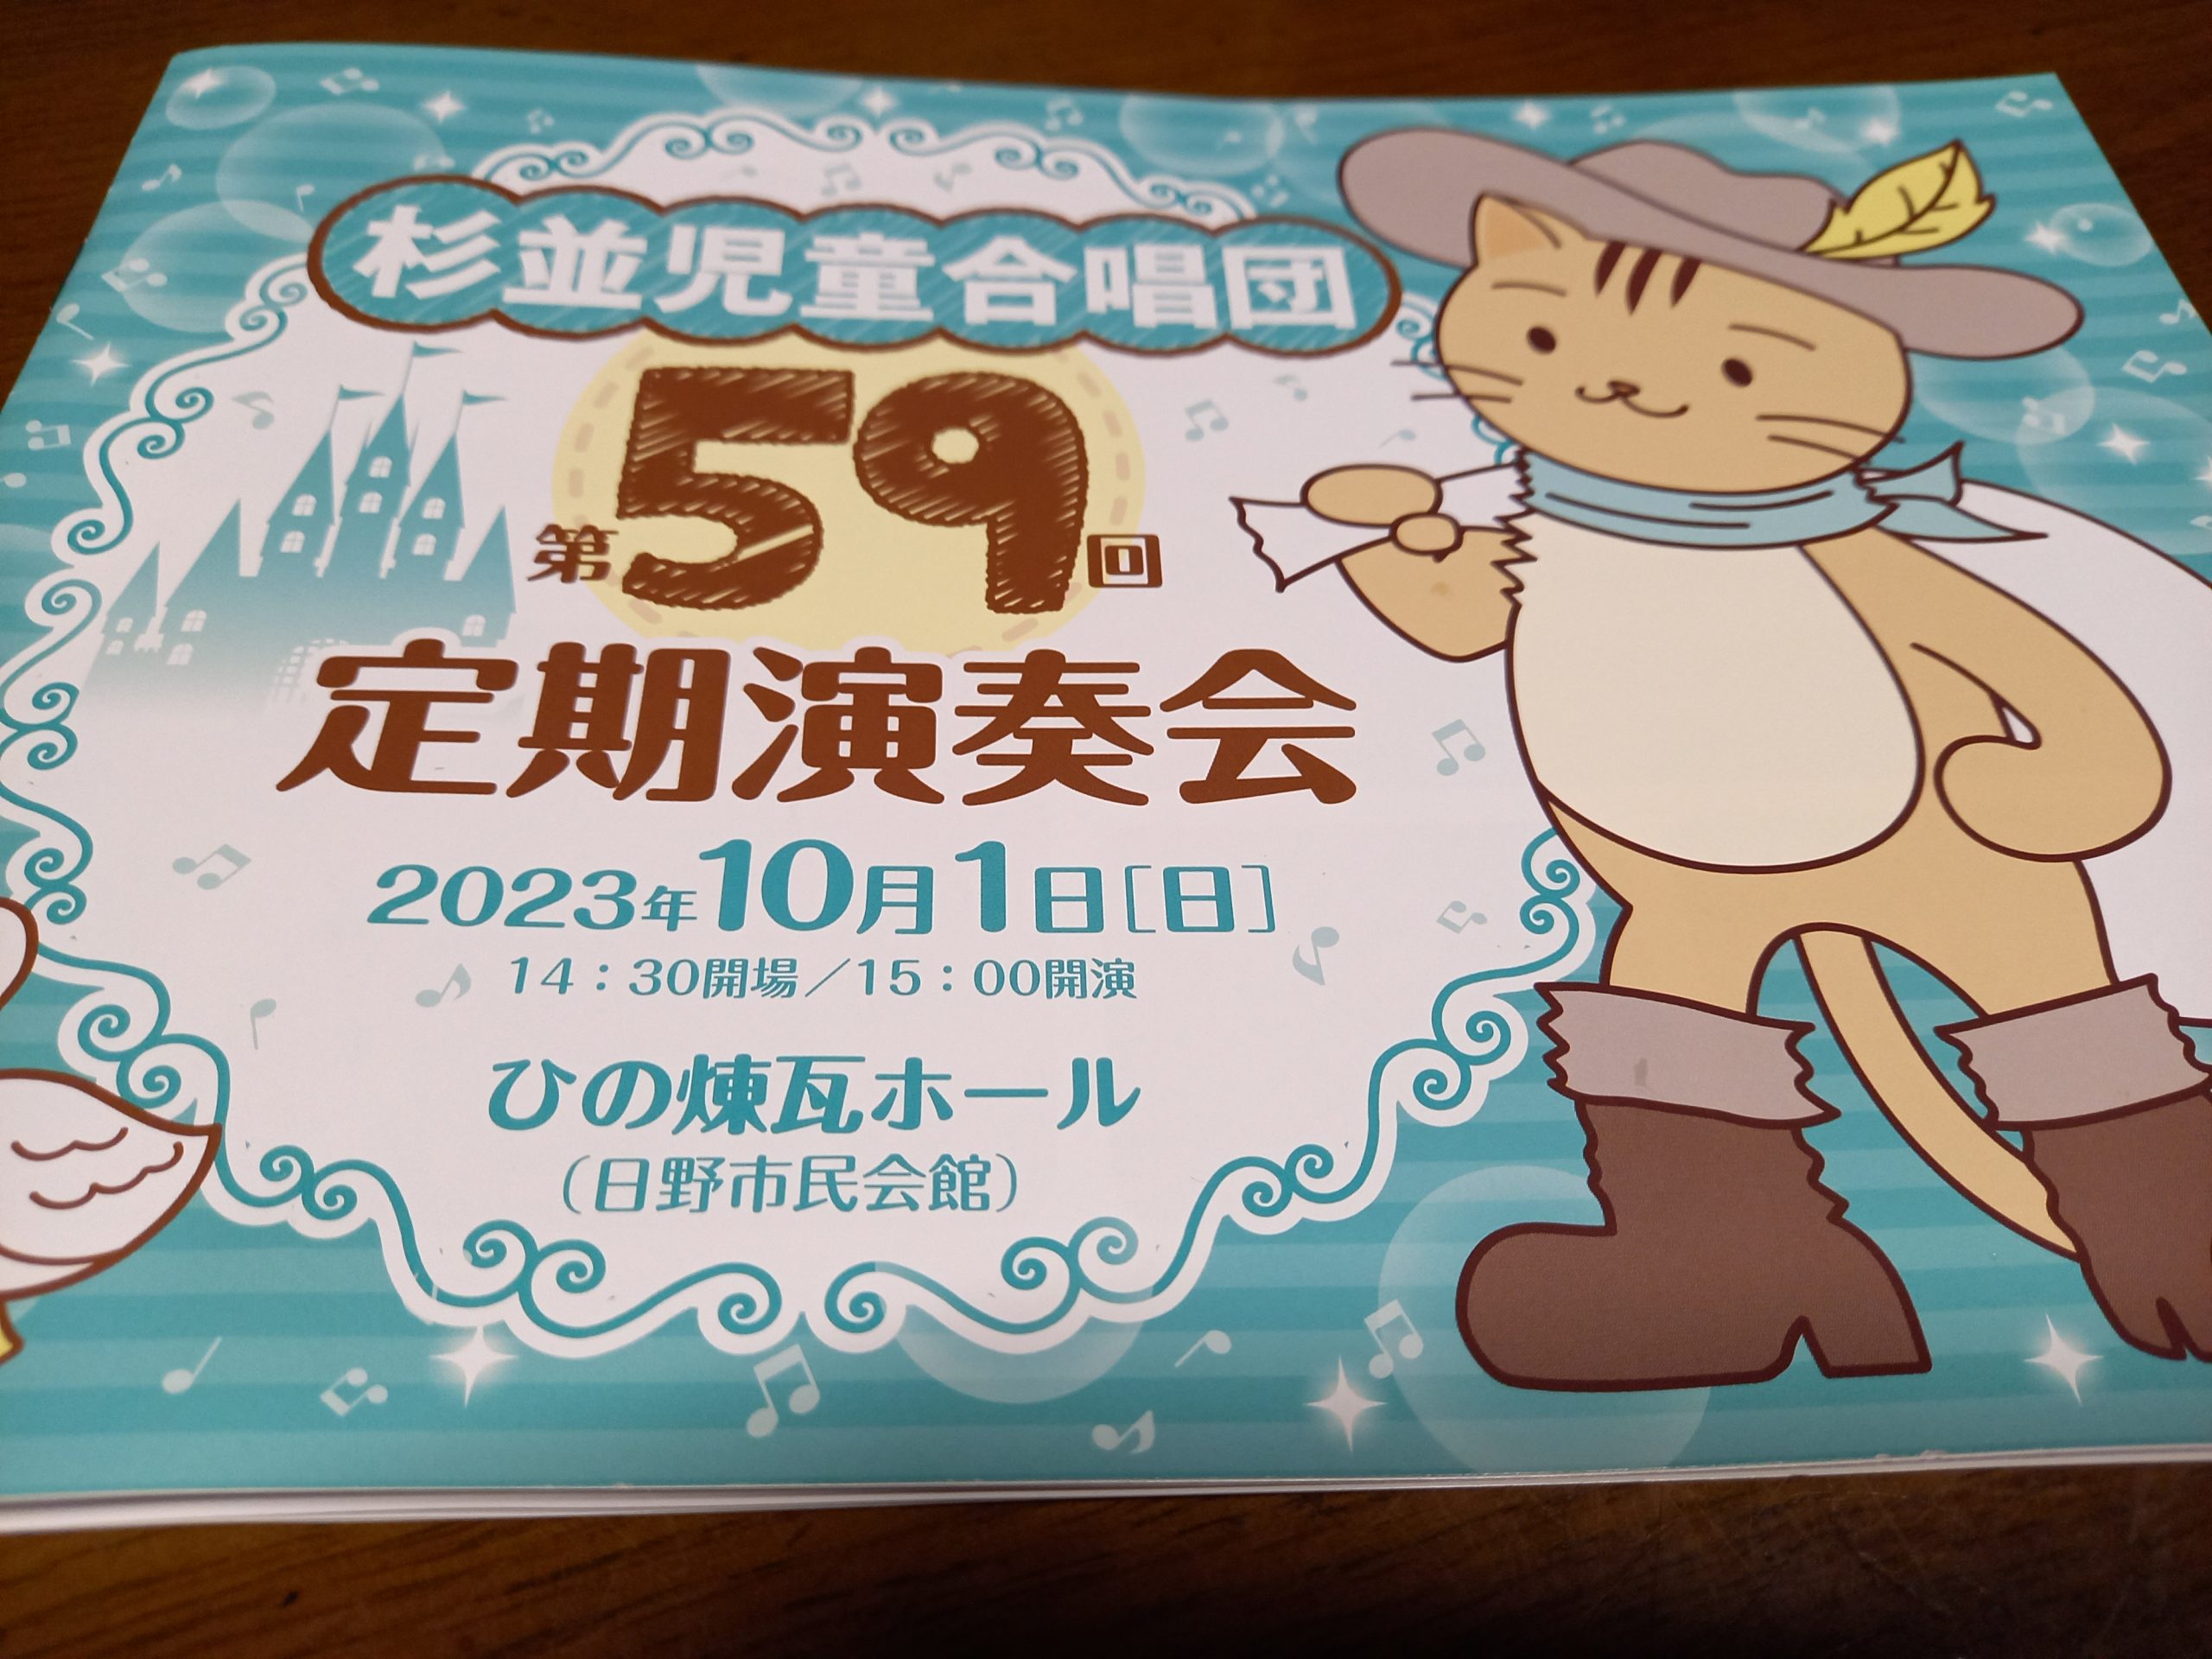 杉並児童合唱団
第59回
定期演奏会
2023年10月1日[日]
14：30開場／15：00開演
ひの煉瓦ホール
（日野市民会館）